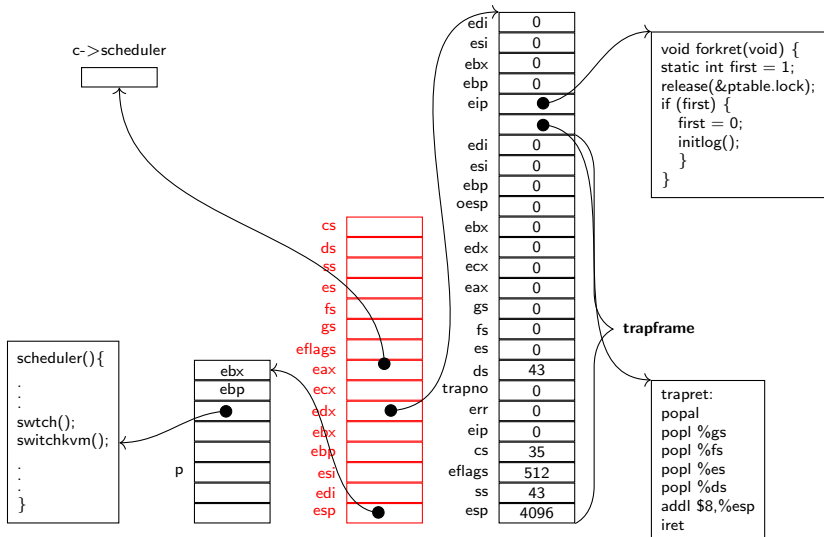 c->scheduler
scheduler(){
.
.
.
swtch();
switchkvm();
.
.
.
}
ebx
ebp
p
cs
ds
ss
es
fs
gs
eflags
eax
ecx
edx
ebx
ebp
esi
edi
esp
edi 0
esi 0
ebx 0
ebp 0
eip
edi 0
esi 0
ebp 0
oesp 0
ebx 0
edx 0
ecx 0
eax 0
gs 0
fs 0
es 0
ds 43
trapno 0
err 0
eip 0
cs 35
eflags 512
ss 43
esp 4096
void forkret(void) {
static int first = 1;
release(&ptable.lock);
if (first) {
first = 0;
initlog();
}
}
trapframe
trapret:
popal
popl %gs
popl %fs
popl %es
popl %ds
addl $8,%esp
iret